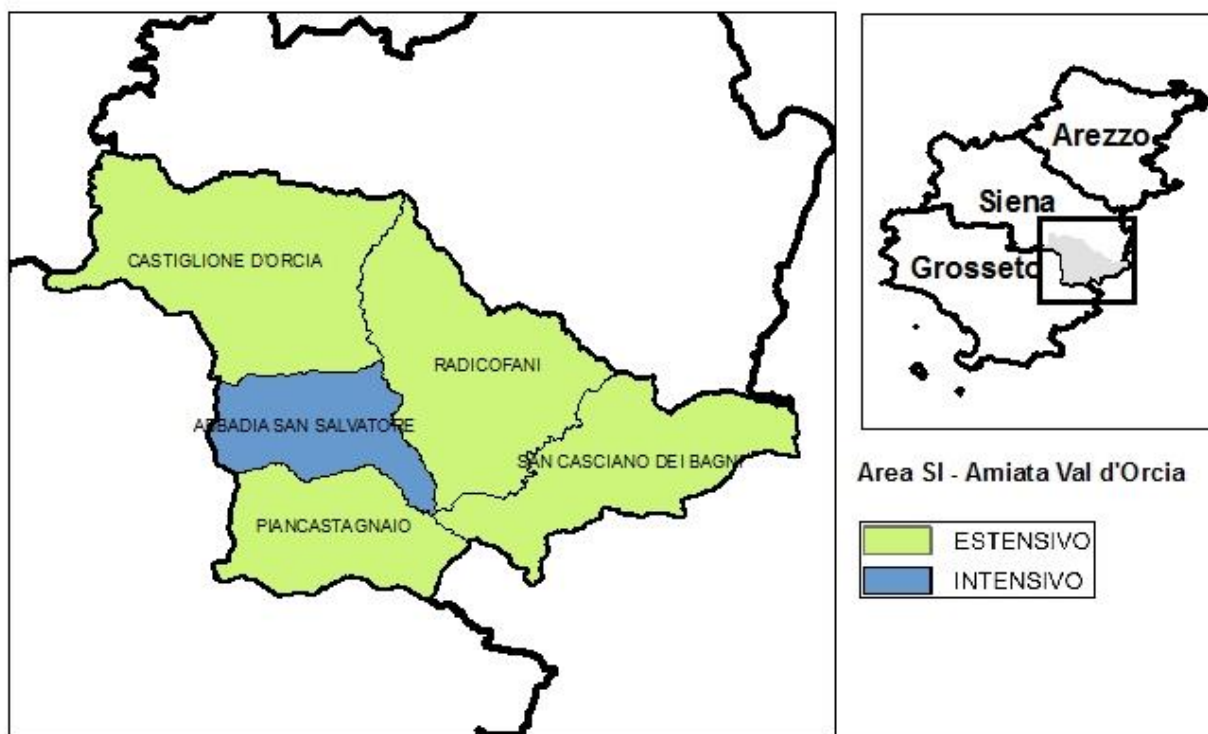 CASTIGLIONE D'ORCIA
RADICOFANI
ABBADIA SAN SALVATORE
SAN CASCIANO DEI BAGNI
PIANCASTAGNAIO
Arezzo
Siena
Grosseto
Area SI - Amiata Val d'Orcia
ESTENSIVO
INTENSIVO